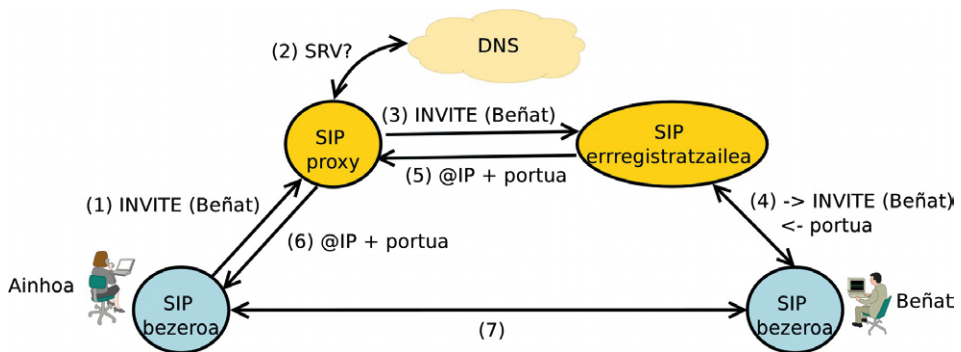 (2) SRV?
DNS
SIP
proxy
(3) INVITE (Beñat)
SIP
errregistratzailea
(5) @IP + portua
(1) INVITE (Beñat)
(4) -> INVITE (Beñat)
<- portua
(6) @IP + portua
Ainhoa
SIP
bezeroa
(7)
SIP
bezeroa
Beñat